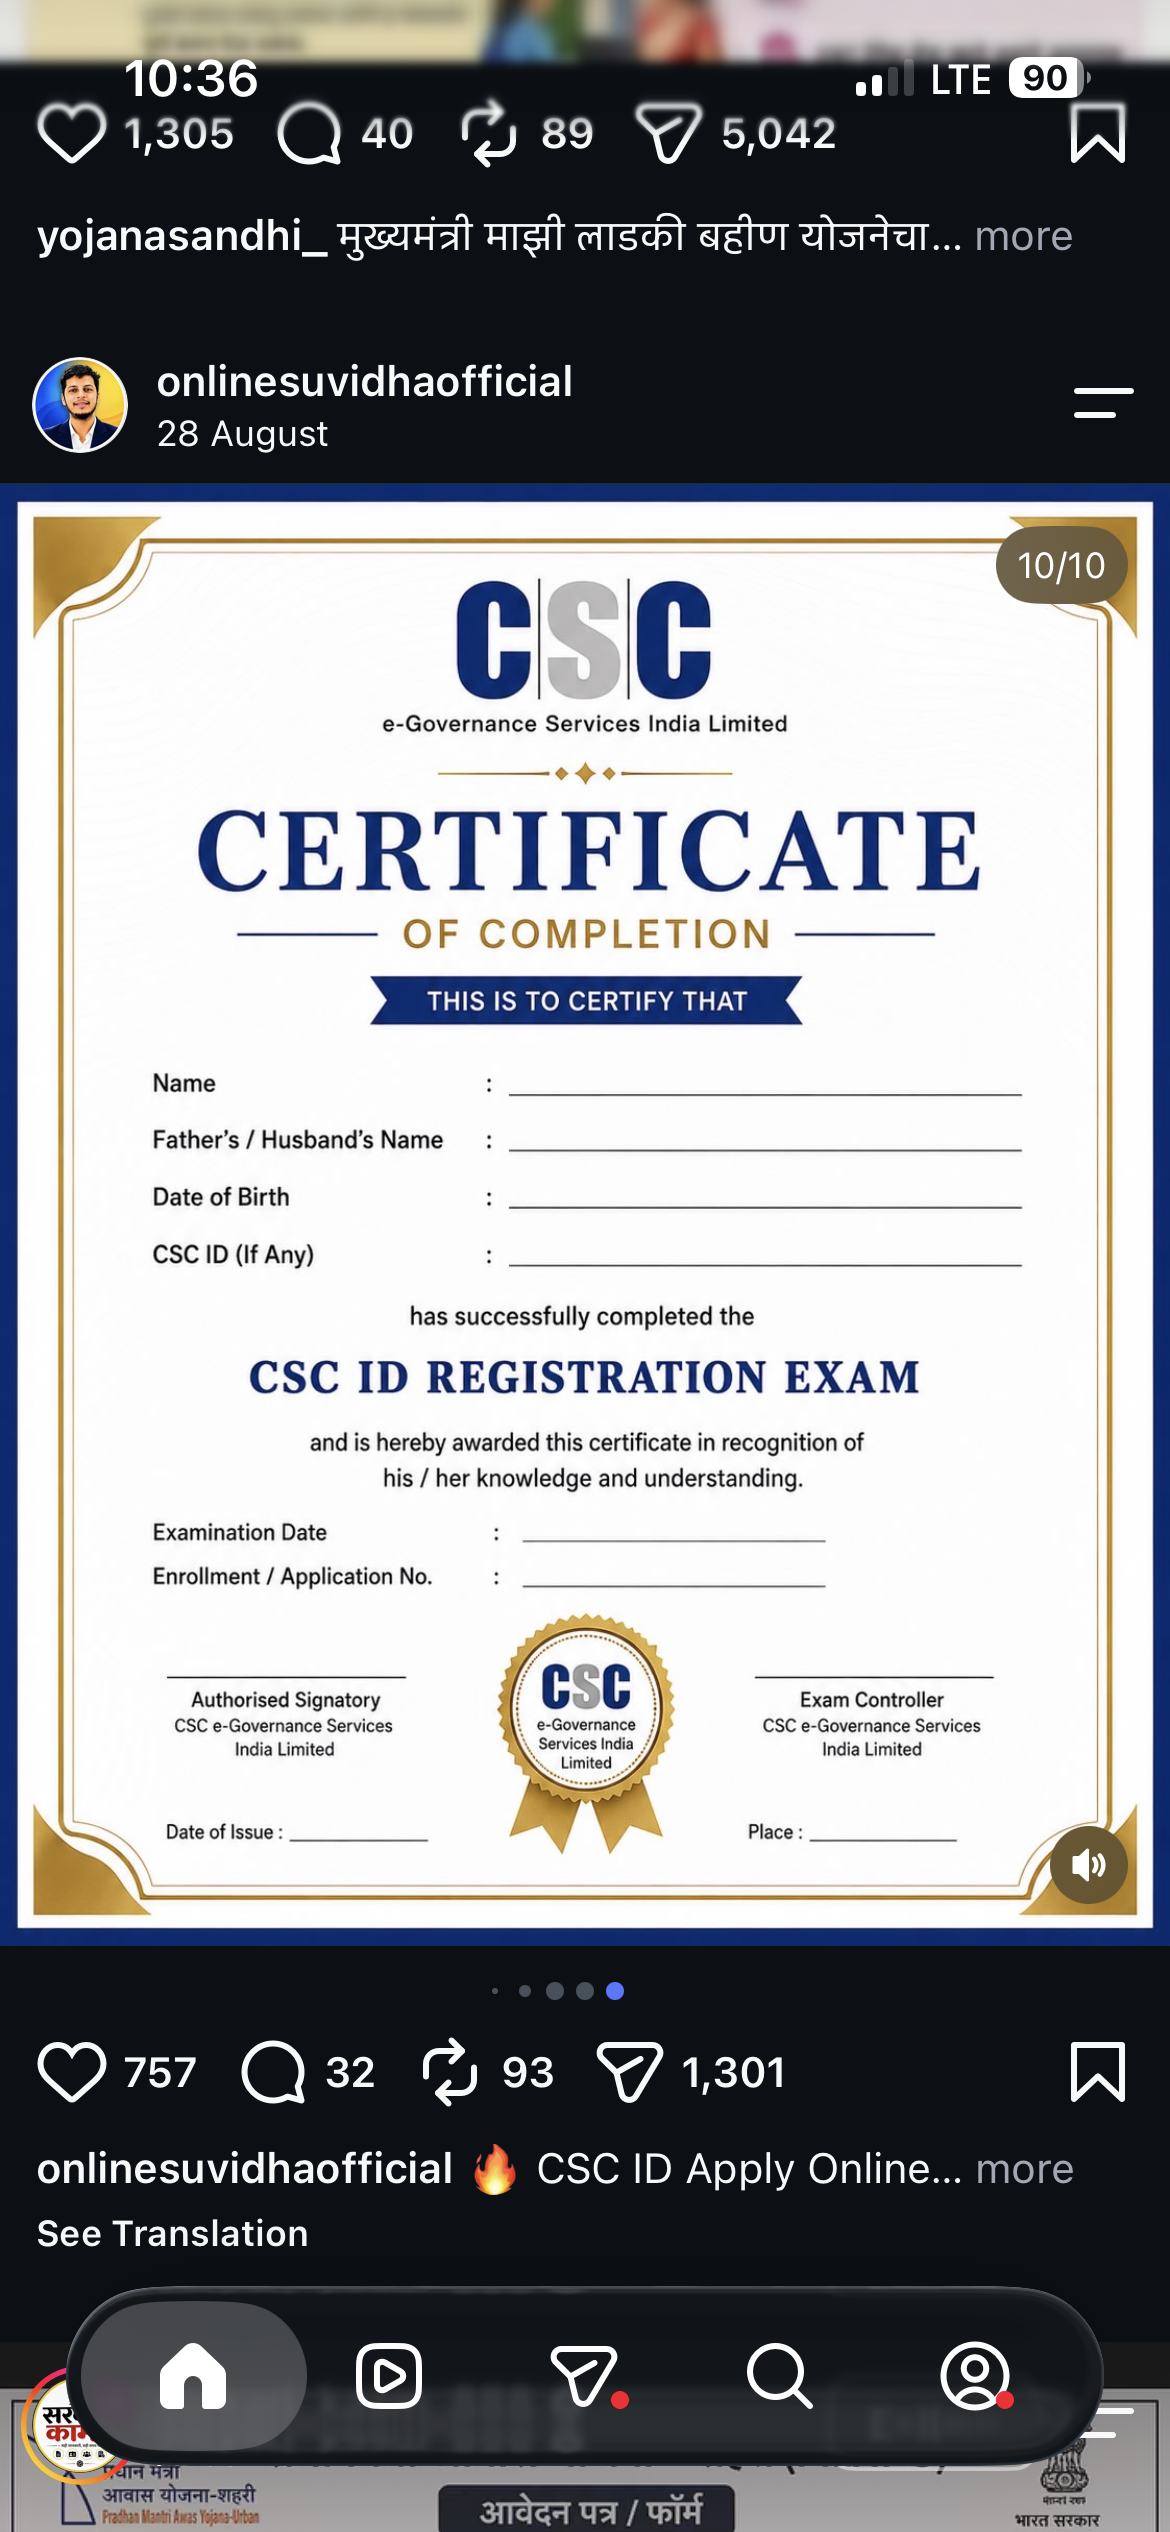 10:36
LTE 90
1,305 40 89 5,042
yojanasandhi_ मुख्यमंत्री माझी लाडकी बहीण योजनेचा... more
onlinesuvidhaofficial
28 August
10/10
CSC
e-Governance Services India Limited
CERTIFICATE
OF COMPLETION
THIS IS TO CERTIFY THAT
Name :
Father's / Husband's Name :
Date of Birth :
CSC ID (If Any) :
has successfully completed the
CSC ID REGISTRATION EXAM
and is hereby awarded this certificate in recognition of
his / her knowledge and understanding.
Examination Date :
Enrollment / Application No. :
CSC
e-Governance
Services India
Limited
Authorised Signatory
CSC e-Governance Services
India Limited
Exam Controller
CSC e-Governance Services
India Limited
Date of Issue :
Place :
757 32 93 1,301
onlinesuvidhaofficial 🔥 CSC ID Apply Online... more
See Translation
आवास योजना-शहरी
Pradhan Mantri Awas Yojana-Urban
आवेदन पत्र / फॉर्म
भारत सरकार